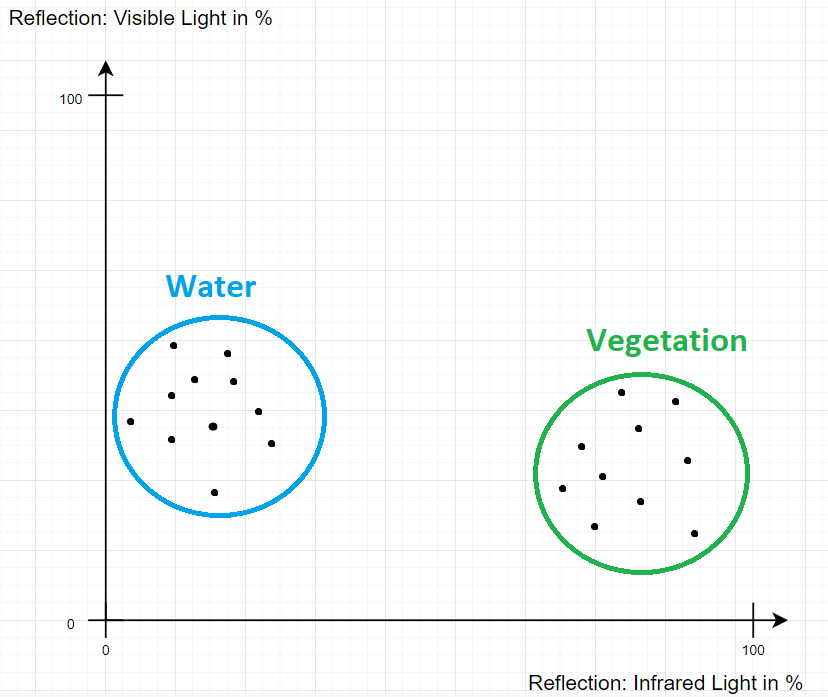 Reflection: Visible Light in %
100
Water
Vegetation
0
0
100
Reflection: Infrared Light in %